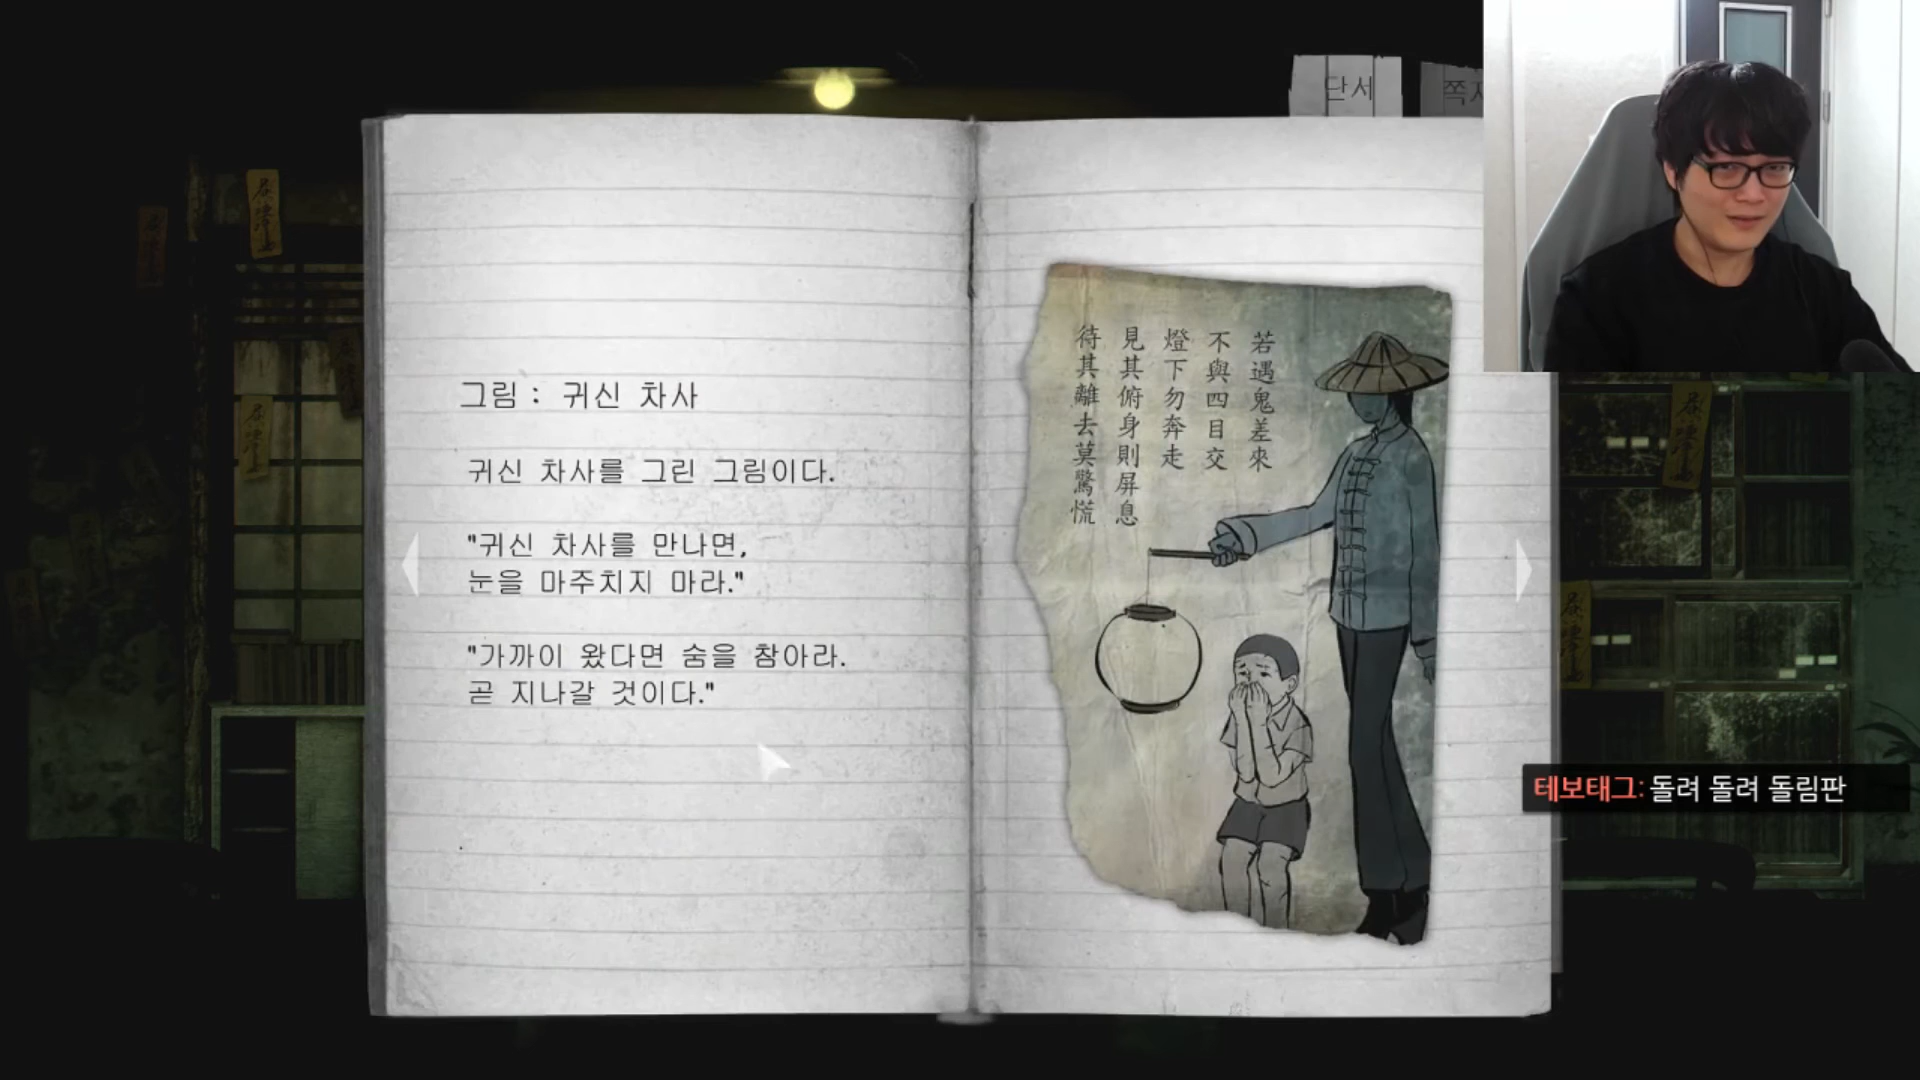 단서
쪽지
그림 : 귀신 차사
귀신 차사를 그린 그림이다.
"귀신 차사를 만나면,
눈을 마주치지 마라."
"가까이 왔다면 숨을 참아라.
곧 지나갈 것이다."
若遇鬼差來
不與四目交
燈下勿奔走
見其俯身則屏息
待其離去莫驚慌
테보태그: 돌려 돌려 돌림판